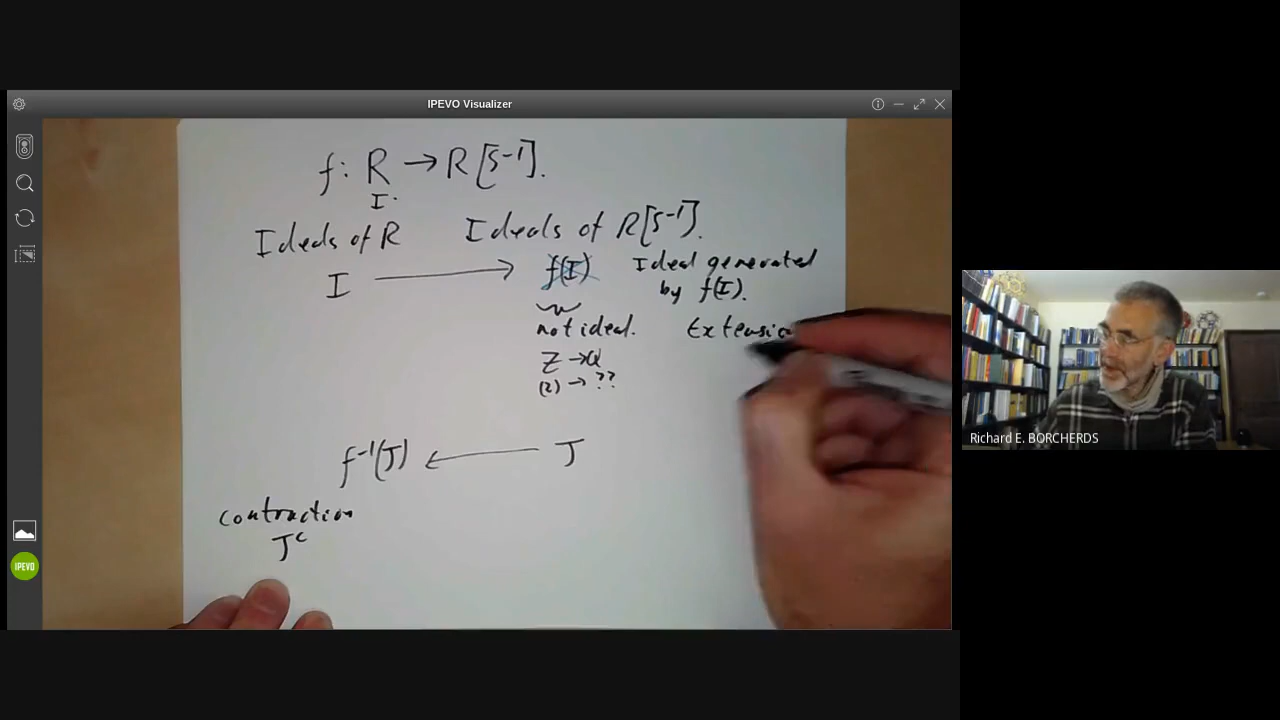 IPEVO Visualizer
f: R → R[S⁻¹].
I.
Ideals of R Ideals of R[S⁻¹].
I → f(I) Ideal generated
by f(I).
not ideal. Extension
Z → Q
(2) → ??
f⁻¹(J) ← J
contraction
Jᶜ
IPEVO
Richard E. BORCHERDS